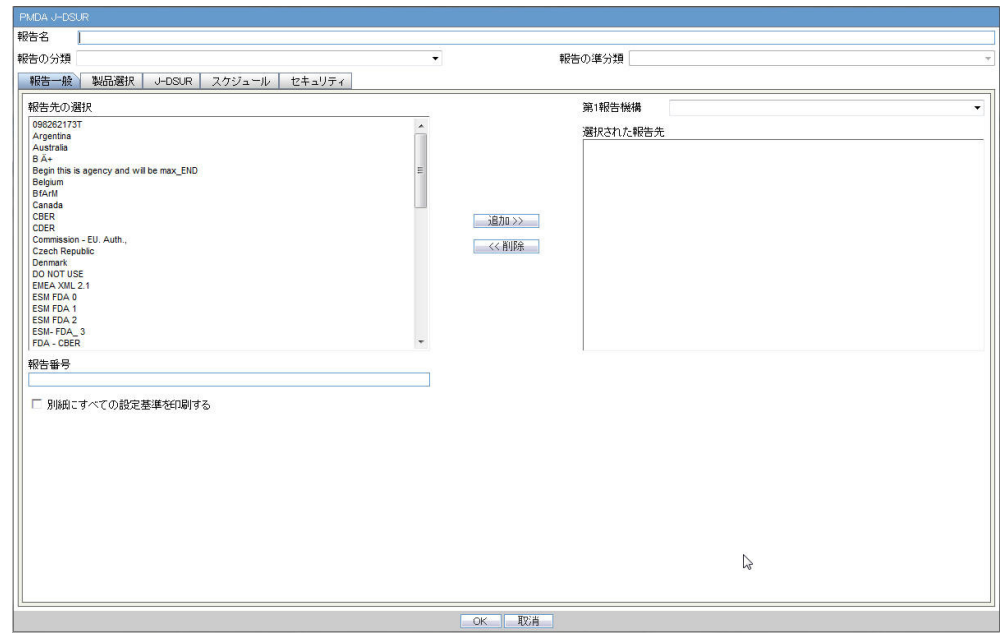 PMDA J-DSUR
報告名
報告の分類
報告の準分類
報告一般 製品選択 J-DSUR スケジュール セキュリティ
報告先の選択
098262173T
Argentina
Australia
B Ä+
Begin this is agency and will be max_END
Belgium
BfArM
Canada
CBER
CDER
Commission - EU. Auth.,
Czech Republic
Denmark
DO NOT USE
EMEA XML 2.1
ESM FDA 0
ESM FDA 1
ESM FDA 2
ESM- FDA_ 3
FDA - CBER
追加 >>
<< 削除
第1報告機構
選択された報告先
報告番号
別紙にすべての設定基準を印刷する
OK 取消